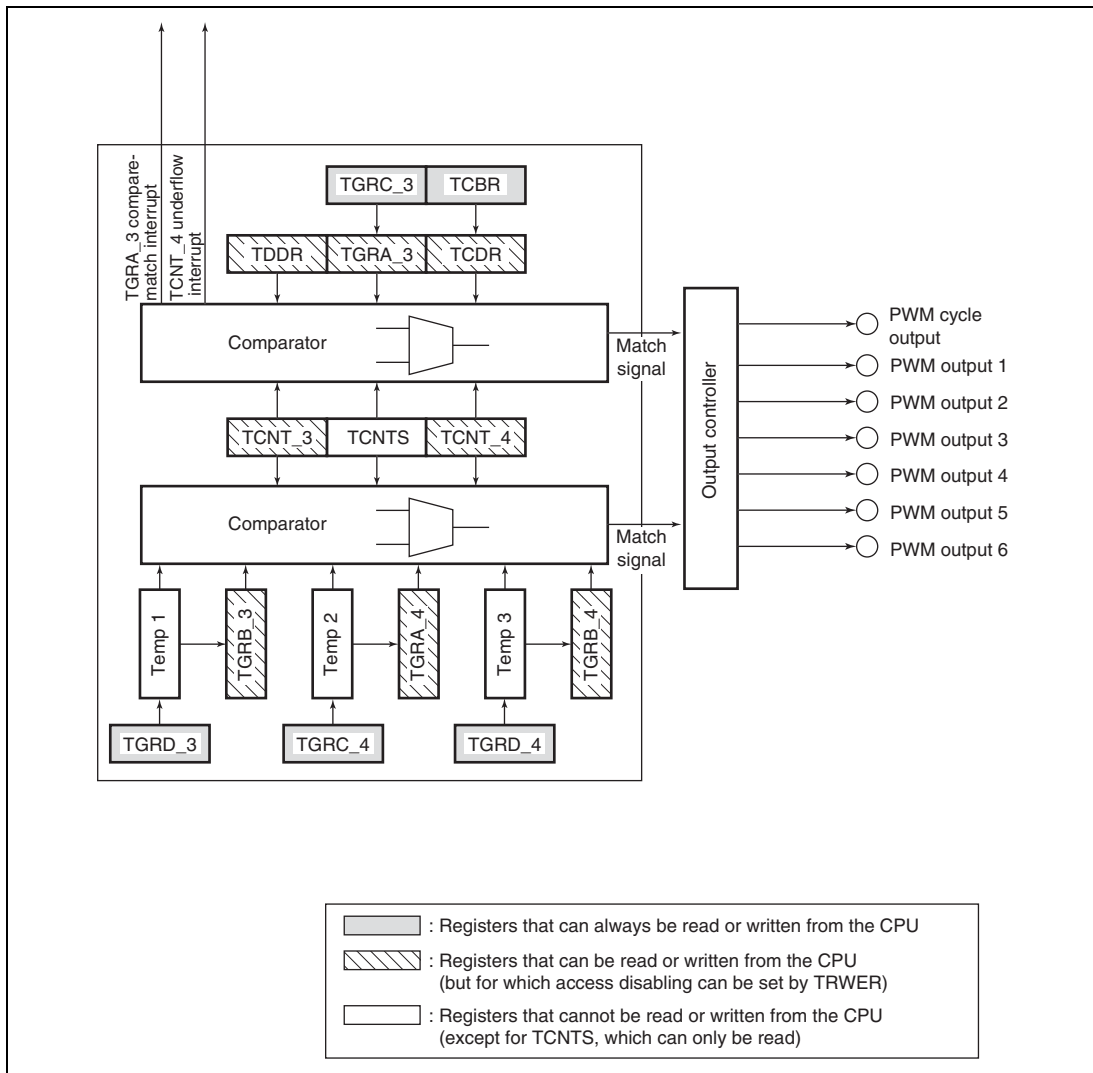 TGRA_3 compare-
match interrupt
TCNT_4 underflow
interrupt
TGRC_3
TCBR
TDDR
TGRA_3
TCDR
Comparator
Match
signal
TCNT_3
TCNTS
TCNT_4
Comparator
Match
signal
Temp 1
TGRB_3
Temp 2
TGRA_4
Temp 3
TGRB_4
TGRD_3
TGRC_4
TGRD_4
Output controller
PWM cycle
output
PWM output 1
PWM output 2
PWM output 3
PWM output 4
PWM output 5
PWM output 6
: Registers that can always be read or written from the CPU
: Registers that can be read or written from the CPU
(but for which access disabling can be set by TRWER)
: Registers that cannot be read or written from the CPU
(except for TCNTS, which can only be read)